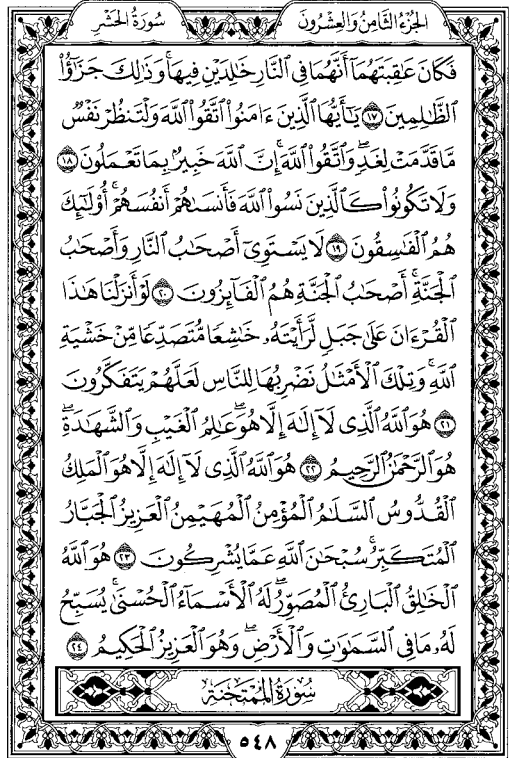 الجزء الثامن والعشرون
سورة الحشر
فَكَانَ عَٰقِبَتَهُمَآ أَنَّهُمَا فِي ٱلنَّارِ خَٰلِدَيْنِ فِيهَاۚ وَذَٰلِكَ جَزَٰٓؤُاْ
ٱلظَّٰلِمِينَ ١٧ يَٰٓأَيُّهَا ٱلَّذِينَ ءَامَنُواْ ٱتَّقُواْ ٱللَّهَ وَلْتَنظُرْ نَفْسٌ
مَّا قَدَّمَتْ لِغَدٍۖ وَٱتَّقُواْ ٱللَّهَۚ إِنَّ ٱللَّهَ خَبِيرُۢ بِمَا تَعْمَلُونَ ١٨
وَلَا تَكُونُواْ كَٱلَّذِينَ نَسُواْ ٱللَّهَ فَأَنسَىٰهُمْ أَنفُسَهُمْۚ أُوْلَٰٓئِكَ
هُمُ ٱلْفَٰسِقُونَ ١٩ لَا يَسْتَوِيٓ أَصْحَٰبُ ٱلنَّارِ وَأَصْحَٰبُ
ٱلْجَنَّةِۚ أَصْحَٰبُ ٱلْجَنَّةِ هُمُ ٱلْفَآئِزُونَ ٢٠ لَوْ أَنزَلْنَا هَٰذَا
ٱلْقُرْءَانَ عَلَىٰ جَبَلٍ لَّرَأَيْتَهُۥ خَٰشِعًا مُّتَصَدِّعًا مِّنْ خَشْيَةِ
ٱللَّهِۚ وَتِلْكَ ٱلْأَمْثَٰلُ نَضْرِبُهَا لِلنَّاسِ لَعَلَّهُمْ يَتَفَكَّرُونَ
٢١ هُوَ ٱللَّهُ ٱلَّذِي لَآ إِلَٰهَ إِلَّا هُوَۖ عَٰلِمُ ٱلْغَيْبِ وَٱلشَّهَٰدَةِۖ
هُوَ ٱلرَّحْمَٰنُ ٱلرَّحِيمُ ٢٢ هُوَ ٱللَّهُ ٱلَّذِي لَآ إِلَٰهَ إِلَّا هُوَ ٱلْمَلِكُ
ٱلْقُدُّوسُ ٱلسَّلَٰمُ ٱلْمُؤْمِنُ ٱلْمُهَيْمِنُ ٱلْعَزِيزُ ٱلْجَبَّارُ
ٱلْمُتَكَبِّرُۚ سُبْحَٰنَ ٱللَّهِ عَمَّا يُشْرِكُونَ ٢٣ هُوَ ٱللَّهُ
ٱلْخَٰلِقُ ٱلْبَارِئُ ٱلْمُصَوِّرُۖ لَهُ ٱلْأَسْمَآءُ ٱلْحُسْنَىٰۚ يُسَبِّحُ
لَهُۥ مَا فِي ٱلسَّمَٰوَٰتِ وَٱلْأَرْضِۖ وَهُوَ ٱلْعَزِيزُ ٱلْحَكِيمُ ٢٤
سورة الممتحنة
٥٤٨